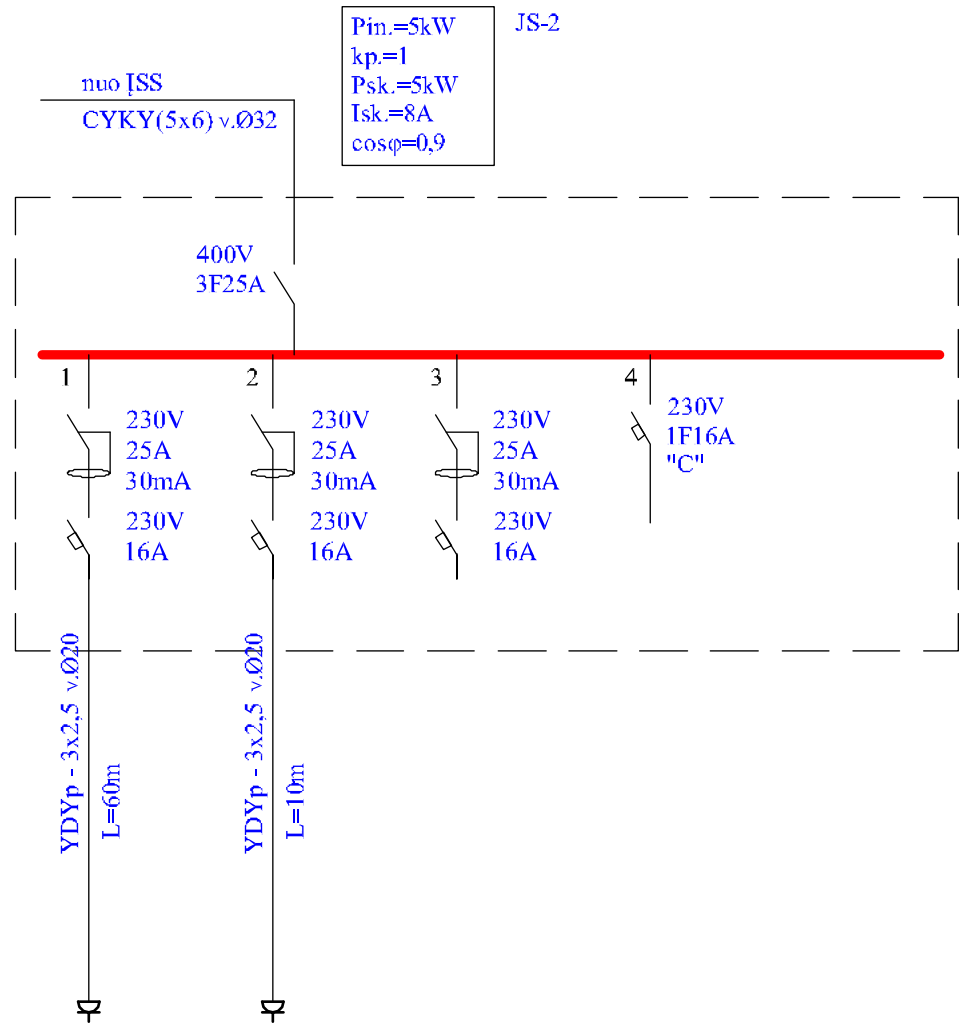 Pin.=5kW
kp.=1
Psk.=5kW
Isk.=8A
cosφ=0,9
JS-2
nuo ĮSS
CYKY(5x6) v.Ø32
400V
3F25A
1
2
3
4
230V
25A
30mA
230V
16A
230V
25A
30mA
230V
16A
230V
25A
30mA
230V
16A
230V
1F16A
"C"
YDYp - 3x2,5 v.Ø20
L=60m
YDYp - 3x2,5 v.Ø20
L=10m